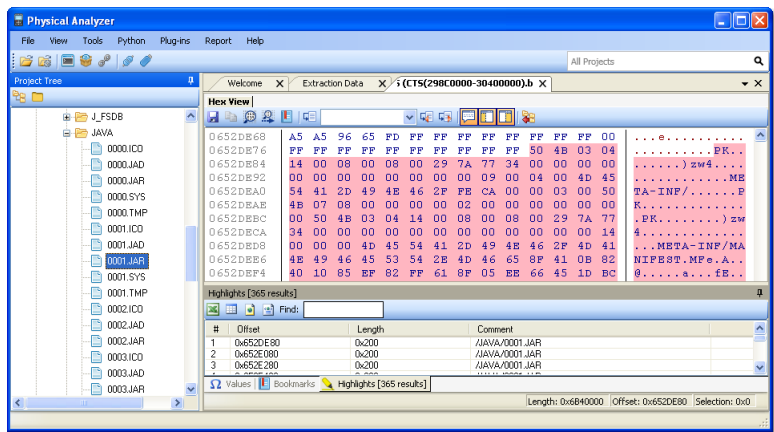 Physical Analyzer
File View Tools Python Plug-ins Report Help
All Projects
Project Tree
Welcome X Extraction Data X ;(CTS(298C0000-30400000).b X
Hex View
J_FSDB
JAVA
0000.ICO
0000.JAD
0000.JAR
0000.SYS
0000.TMP
0001.ICO
0001.JAD
0001.JAR
0001.SYS
0001.TMP
0002.ICO
0002.JAD
0002.JAR
0003.ICO
0003.JAD
0003.JAR
0652DE68 A5 A5 96 65 FD FF FF FF FF FF FF FF FF 00 ...e..........
0652DE76 FF FF FF FF FF FF FF FF FF FF 50 4B 03 04 ..........PK..
0652DE84 14 00 08 00 08 00 29 7A 77 34 00 00 00 00 ......)zw4....
0652DE92 00 00 00 00 00 00 00 00 09 00 04 00 4D 45 ............ME
0652DEA0 54 41 2D 49 4E 46 2F FE CA 00 00 03 00 50 TA-INF/......P
0652DEAE 4B 07 08 00 00 00 00 02 00 00 00 00 00 00 K.............
0652DEBC 00 50 4B 03 04 14 00 08 00 08 00 29 7A 77 .PK........)zw
0652DECA 34 00 00 00 00 00 00 00 00 00 00 00 00 14 4.............
0652DED8 00 00 00 4D 45 54 41 2D 49 4E 46 2F 4D 41 ...META-INF/MA
0652DEE6 4E 49 46 45 53 54 2E 4D 46 65 8F 41 0B 82 NIFEST.MFe.A..
0652DEF4 40 10 85 EF 82 FF 61 8F 05 EE 66 45 1D BC @.....a...fE..
Highlights [365 results]
Find:
# Offset Length Comment
1 0x652DE80 0x200 /JAVA/0001.JAR
2 0x652E080 0x200 /JAVA/0001.JAR
3 0x652E280 0x200 /JAVA/0001.JAR
Values Bookmarks Highlights [365 results]
Length: 0x6B40000 Offset: 0x652DE80 Selection: 0x0